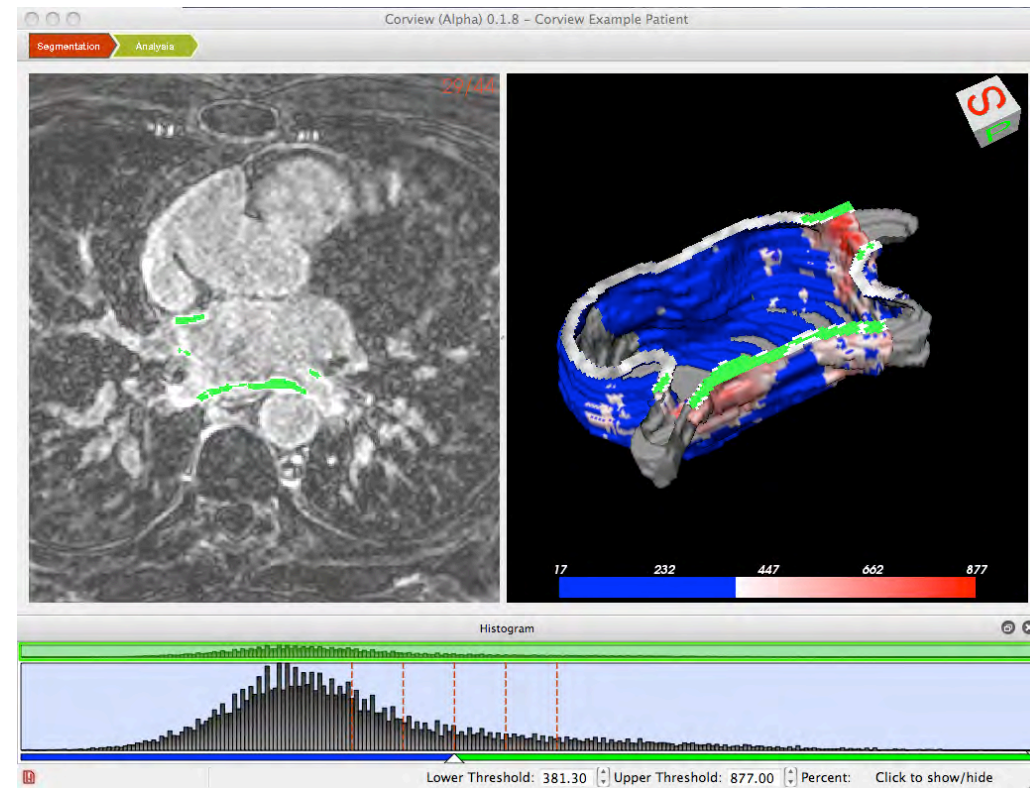 Corview (Alpha) 0.1.8 – Corview Example Patient
Segmentation Analysis
29/44
S
17 232 447 662 877
Histogram
Lower Threshold: 381.30 Upper Threshold: 877.00 Percent: Click to show/hide